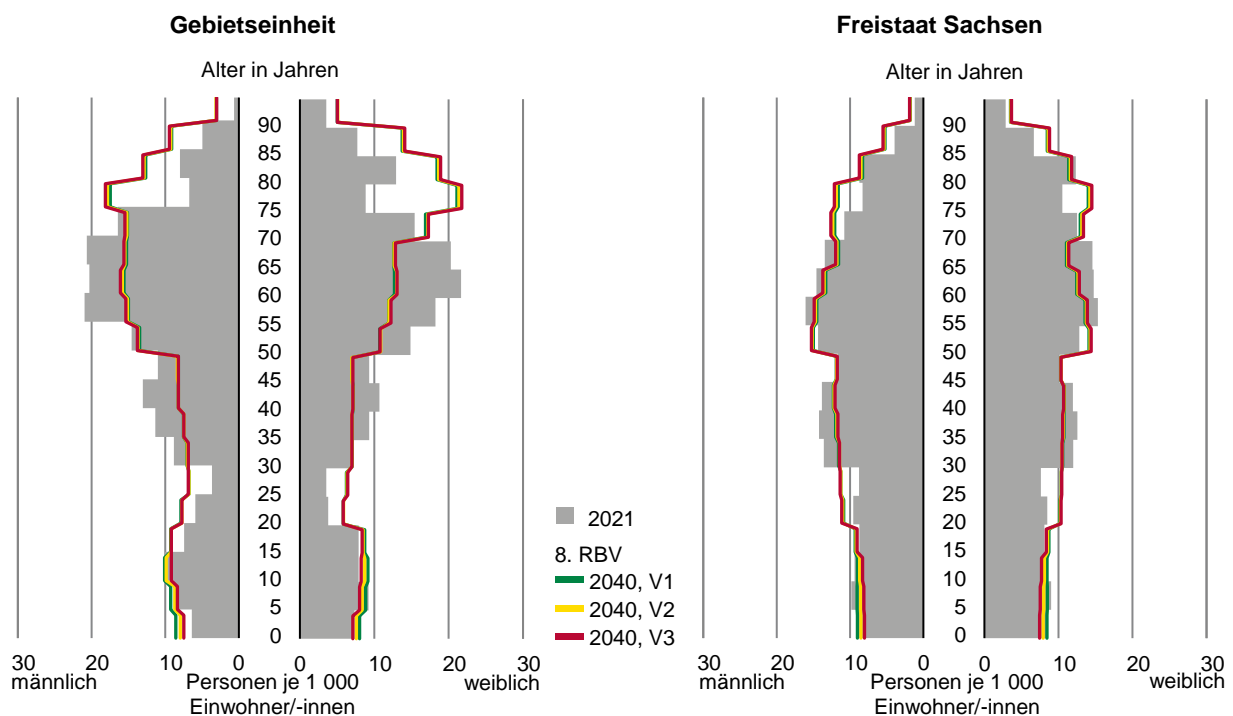 Gebietseinheit
Alter in Jahren
90
85
80
75
70
65
60
55
50
45
40
35
30
25
20
15
10
5
0
30 20 10 0 0 10 20 30
männlich Personen je 1 000 weiblich
Einwohner/-innen
2021
8. RBV
2040, V1
2040, V2
2040, V3
Freistaat Sachsen
Alter in Jahren
90
85
80
75
70
65
60
55
50
45
40
35
30
25
20
15
10
5
0
30 20 10 0 0 10 20 30
männlich Personen je 1 000 weiblich
Einwohner/-innen